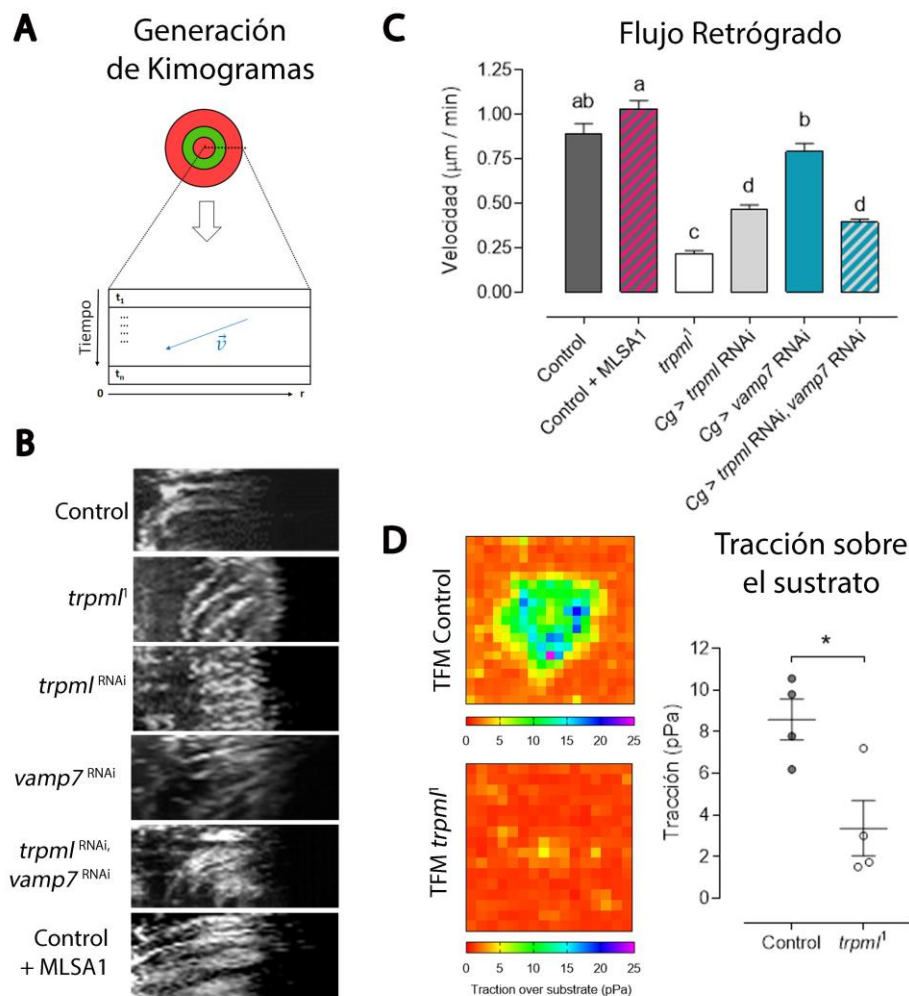 A
Generación
de Kimogramas
Tiempo
t1
...
...
...
...
v
tn
0
r
B
Control
trpml1
trpml RNAi
vamp7 RNAi
trpml RNAi,
vamp7 RNAi
Control
+ MLSA1
C
Flujo Retrógrado
Velocidad (µm / min)
1.25
1.00
0.75
0.50
0.25
0.00
ab
a
c
d
b
d
Control
Control + MLSA1
trpml1
Cg > trpml RNAi
Cg > vamp7 RNAi
Cg > trpml RNAi, vamp7 RNAi
D
TFM Control
0 5 10 15 20 25
TFM trpml1
0 5 10 15 20 25
Traction over substrate (pPa)
Tracción sobre
el sustrato
Tracción (pPa)
12
10
8
6
4
2
0
*
Control trpml1